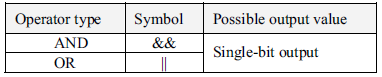 Operator type Symbol Possible output value
AND && Single-bit output
OR ||